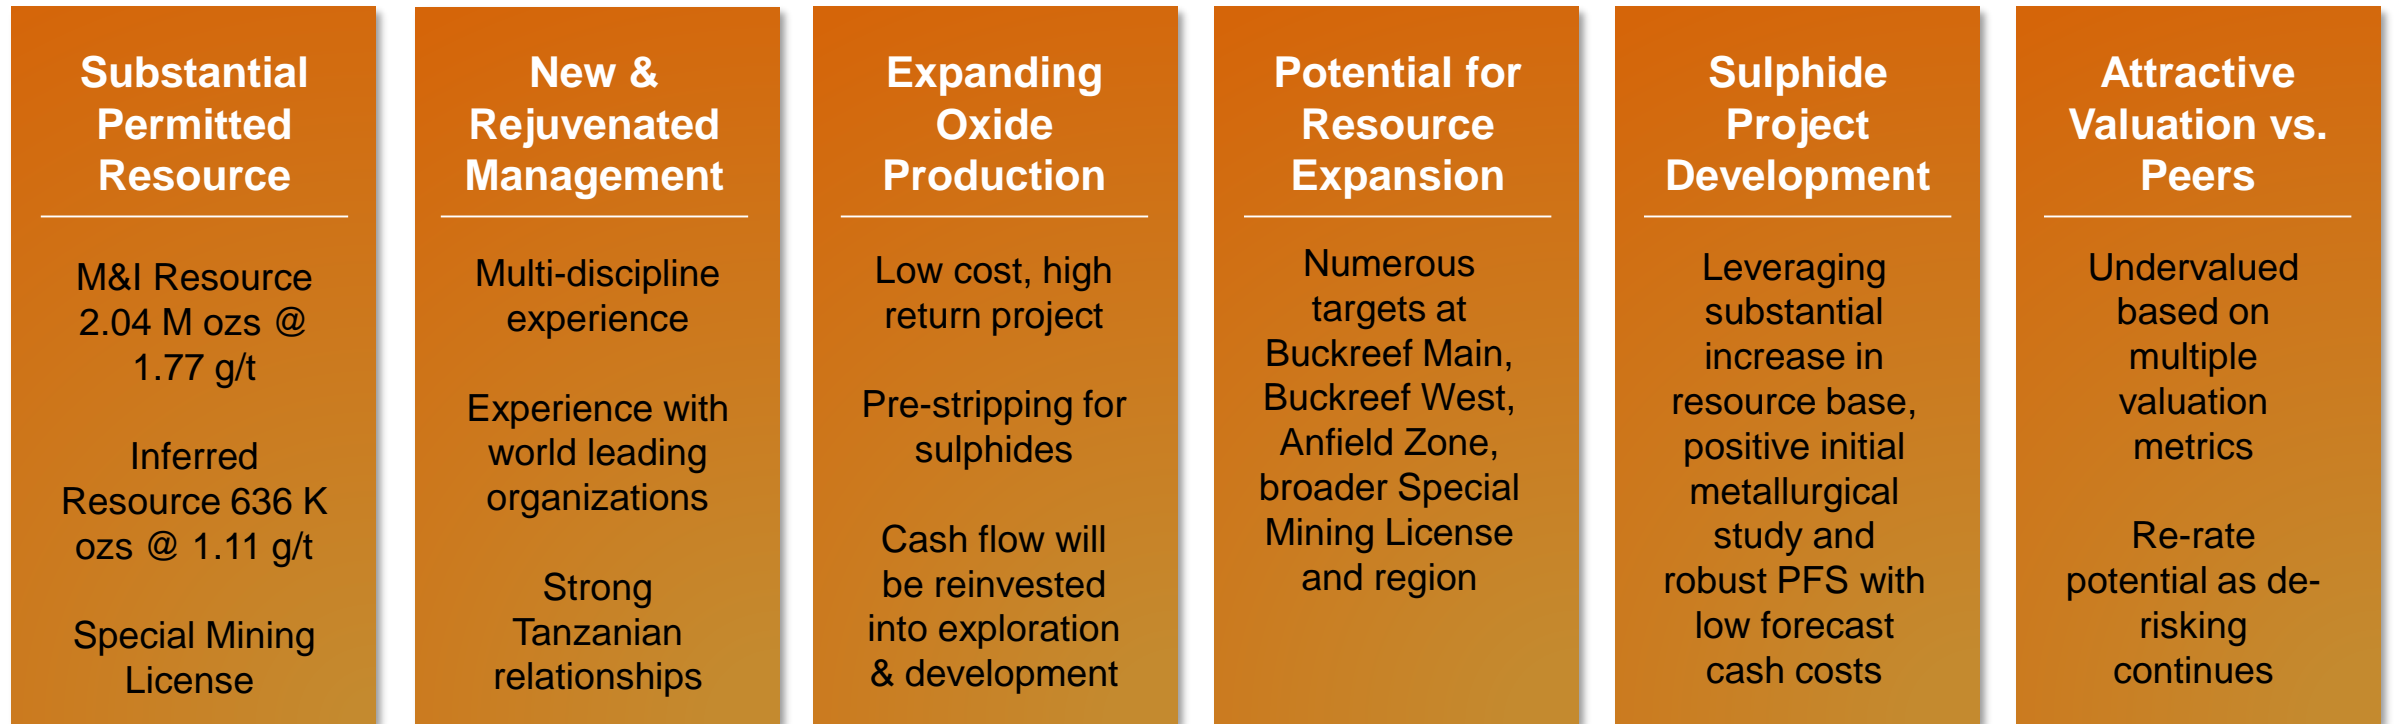 Substantial
Permitted
Resource
M&I Resource
2.04 M ozs @
1.77 g/t
Inferred
Resource 636 K
ozs @ 1.11 g/t
Special Mining
License
New &
Rejuvenated
Management
Multi-discipline
experience
Experience with
world leading
organizations
Strong
Tanzanian
relationships
Expanding
Oxide
Production
Low cost, high
return project
Pre-stripping for
sulphides
Cash flow will
be reinvested
into exploration
& development
Potential for
Resource
Expansion
Numerous
targets at
Buckreef Main,
Buckreef West,
Anfield Zone,
broader Special
Mining License
and region
Sulphide
Project
Development
Leveraging
substantial
increase in
resource base,
positive initial
metallurgical
study and
robust PFS with
low forecast
cash costs
Attractive
Valuation vs.
Peers
Undervalued
based on
multiple
valuation
metrics
Re-rate
potential as de-
risking
continues